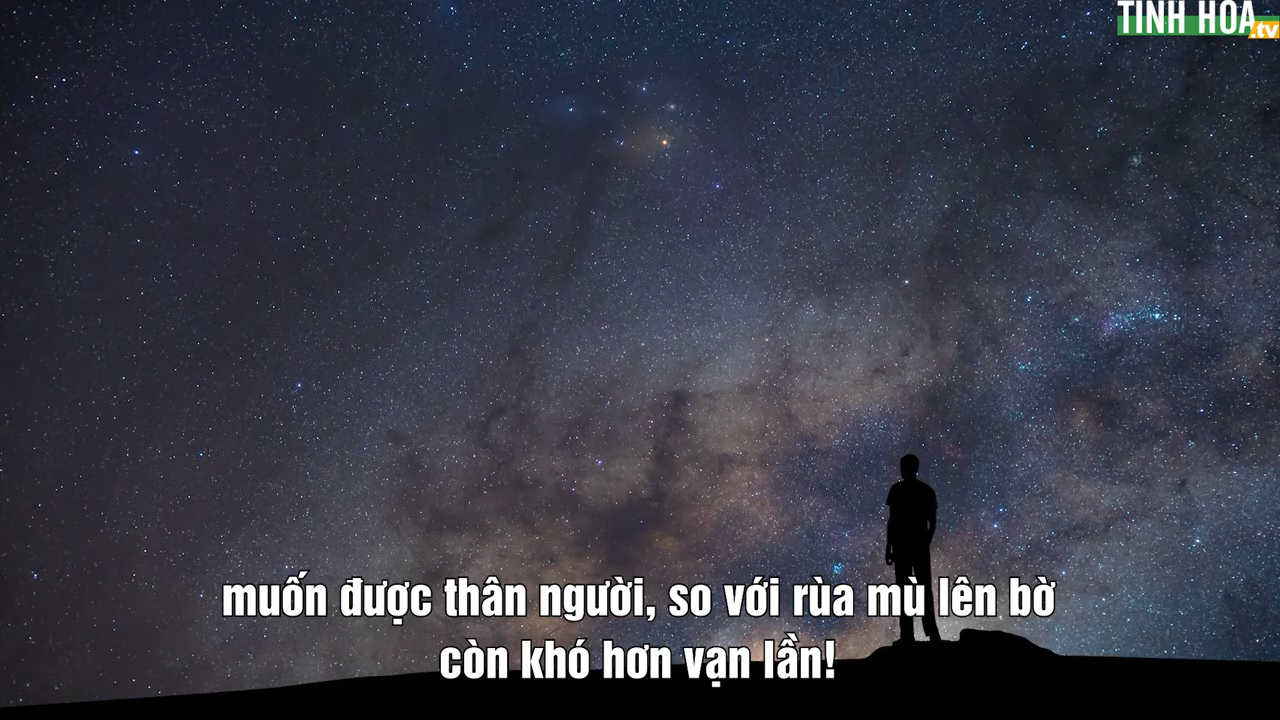 TINH HOA
.tv
muốn được thân người, so với rùa mù lên bờ
còn khó hơn vạn lần!